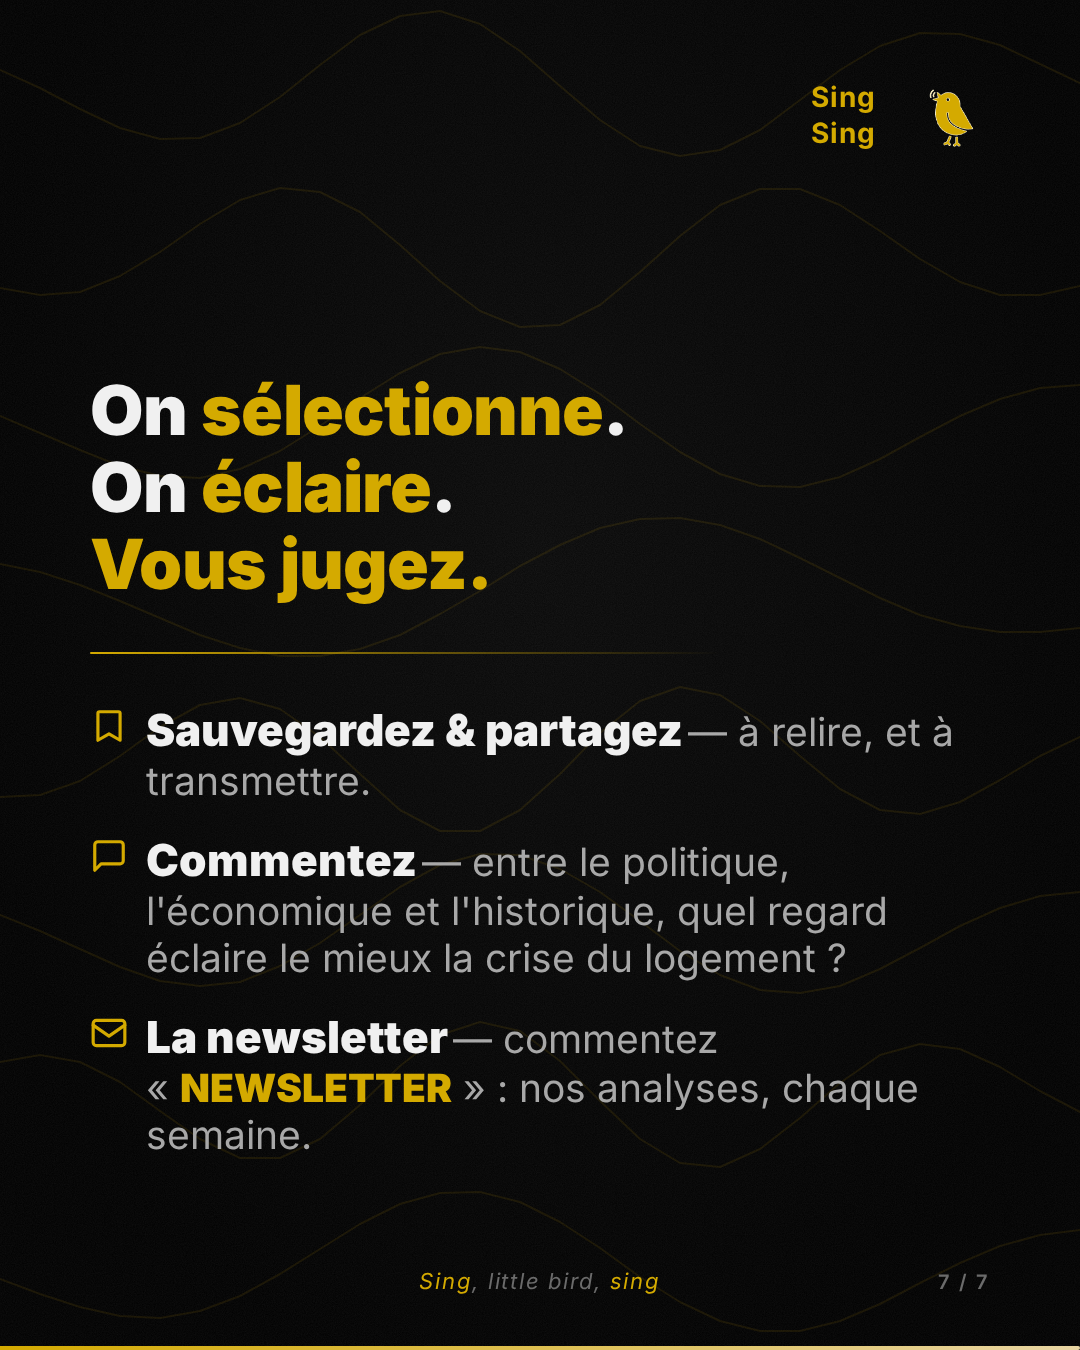 Sing
Sing
On sélectionne.
On éclaire.
Vous jugez.
Sauvegardez & partagez — à relire, et à
transmettre.
Commentez — entre le politique,
l'économique et l'historique, quel regard
éclaire le mieux la crise du logement ?
La newsletter — commentez
« NEWSLETTER » : nos analyses, chaque
semaine.
Sing, little bird, sing
7 / 7